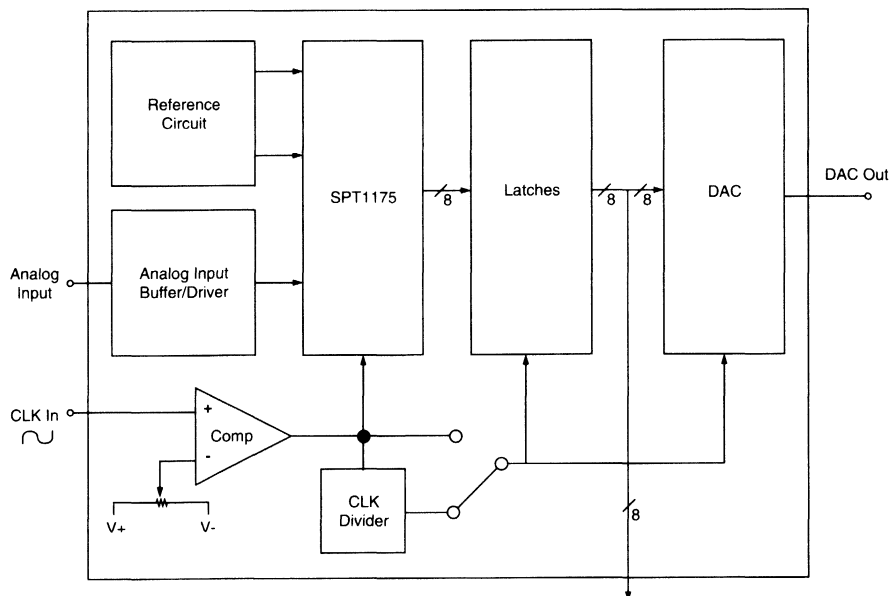 Reference
Circuit
SPT1175
Latches
DAC
DAC Out
8
8
8
Analog
Input
Analog Input
Buffer/Driver
CLK In
+
Comp
-
V+
V-
CLK
Divider
8